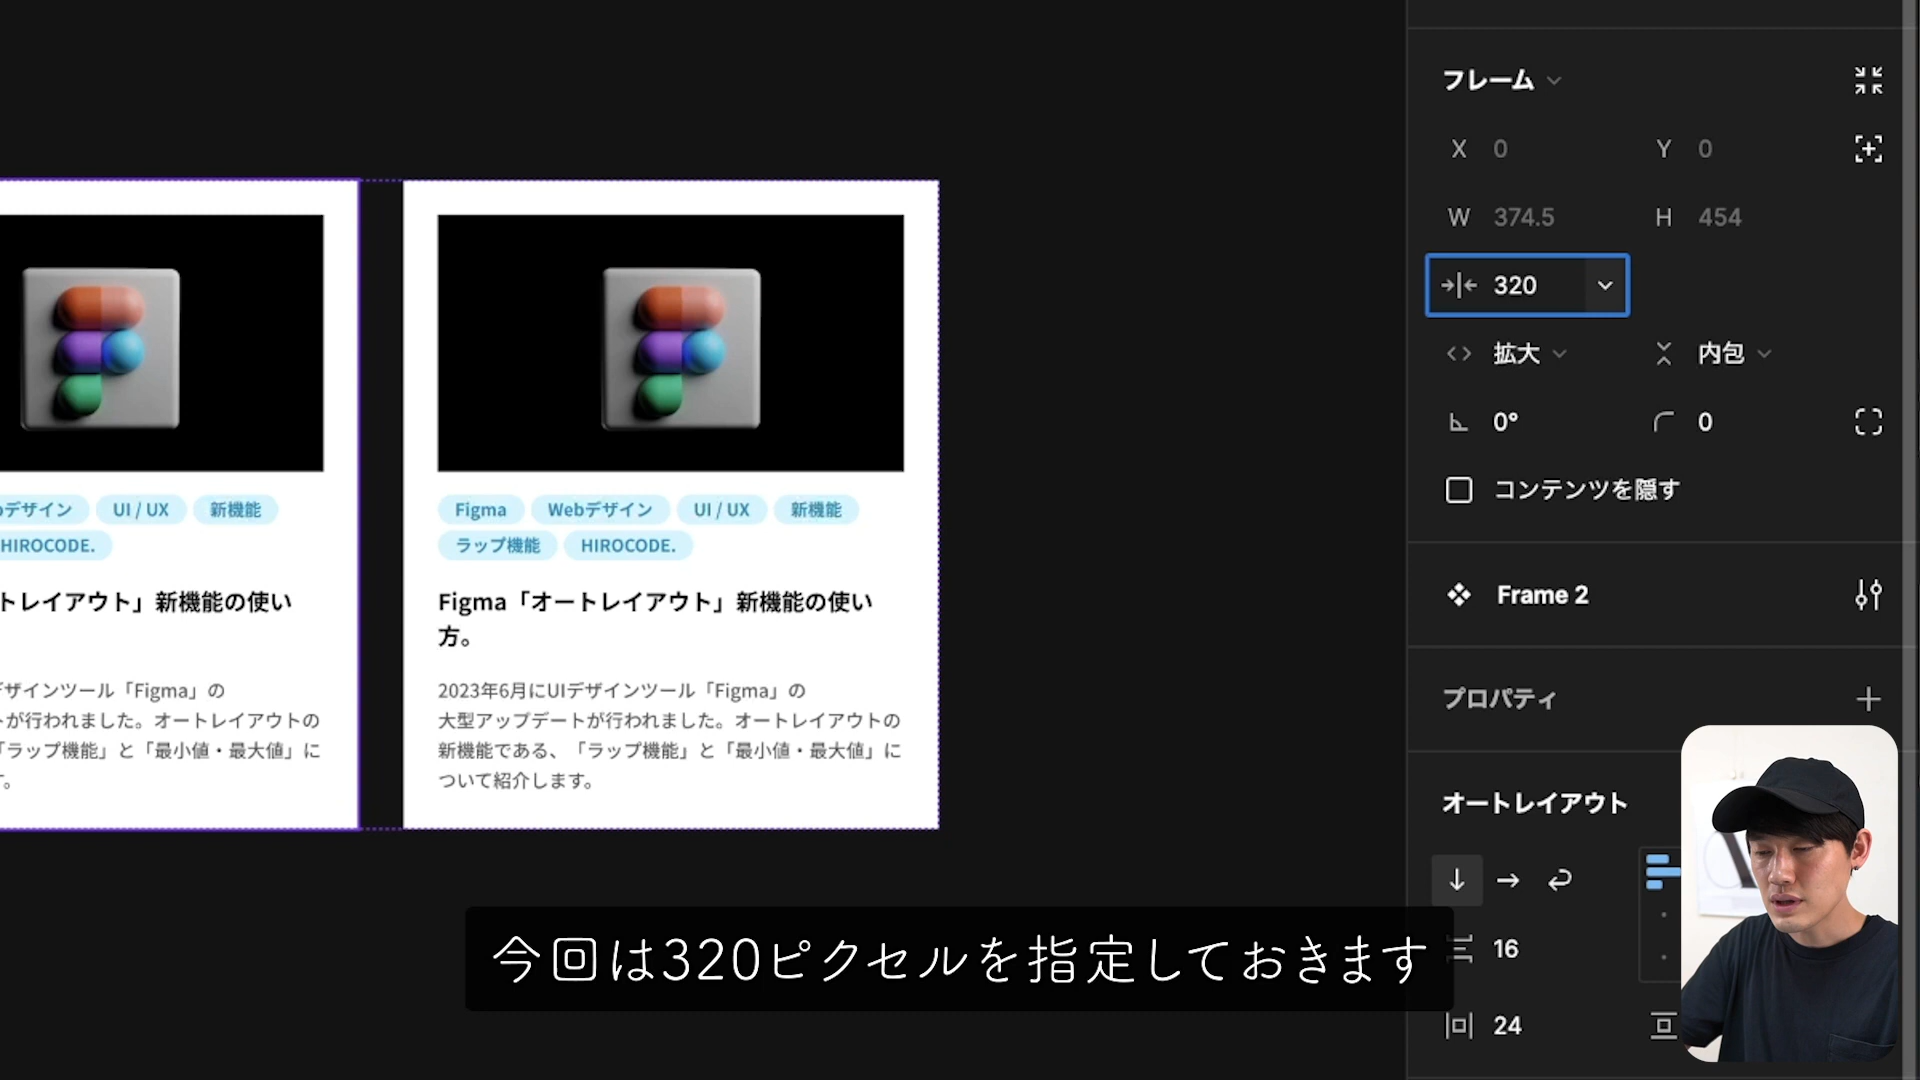 フレーム
X 0 Y 0
W 374.5 H 454
320
拡大 内包
0° 0
コンテンツを隠す
Frame 2
プロパティ
オートレイアウト
16
24
デザイン UI / UX 新機能
HIROCODE.
トレイアウト」新機能の使い
デザインツール「Figma」の
トが行われました。オートレイアウトの
「ラップ機能」と「最小値・最大値」に
す。
Figma Webデザイン UI / UX 新機能
ラップ機能 HIROCODE.
Figma「オートレイアウト」新機能の使い
方。
2023年6月にUIデザインツール「Figma」の
大型アップデートが行われました。オートレイアウトの
新機能である、「ラップ機能」と「最小値・最大値」に
ついて紹介します。
今回は320ピクセルを指定しておきます